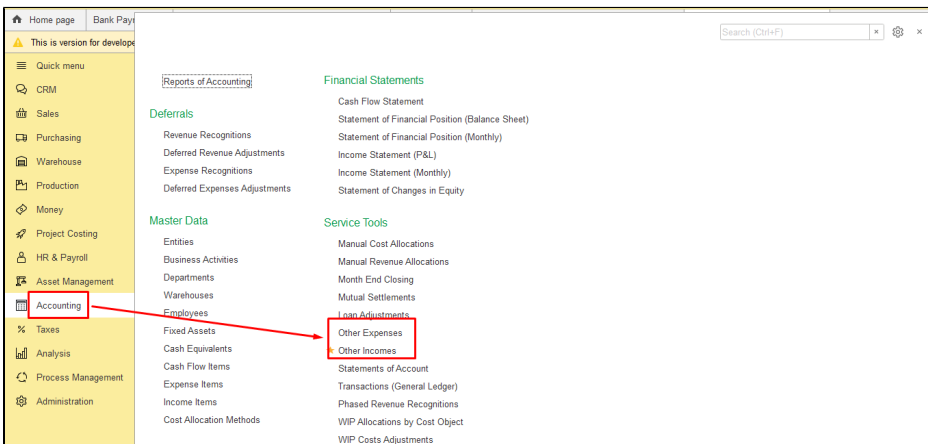 Home page
Bank Payr
This is version for develope
Search (Ctrl+F)
Quick menu
CRM
Sales
Purchasing
Warehouse
Production
Money
Project Costing
HR & Payroll
Asset Management
Accounting
Taxes
Analysis
Process Management
Administration
Reports of Accounting
Deferrals
Revenue Recognitions
Deferred Revenue Adjustments
Expense Recognitions
Deferred Expenses Adjustments
Master Data
Entities
Business Activities
Departments
Warehouses
Employees
Fixed Assets
Cash Equivalents
Cash Flow Items
Expense Items
Income Items
Cost Allocation Methods
Financial Statements
Cash Flow Statement
Statement of Financial Position (Balance Sheet)
Statement of Financial Position (Monthly)
Income Statement (P&L)
Income Statement (Monthly)
Statement of Changes in Equity
Service Tools
Manual Cost Allocations
Manual Revenue Allocations
Month End Closing
Mutual Settlements
Loan Adjustments
Other Expenses
Other Incomes
Statements of Account
Transactions (General Ledger)
Phased Revenue Recognitions
WIP Allocations by Cost Object
WIP Costs Adjustments